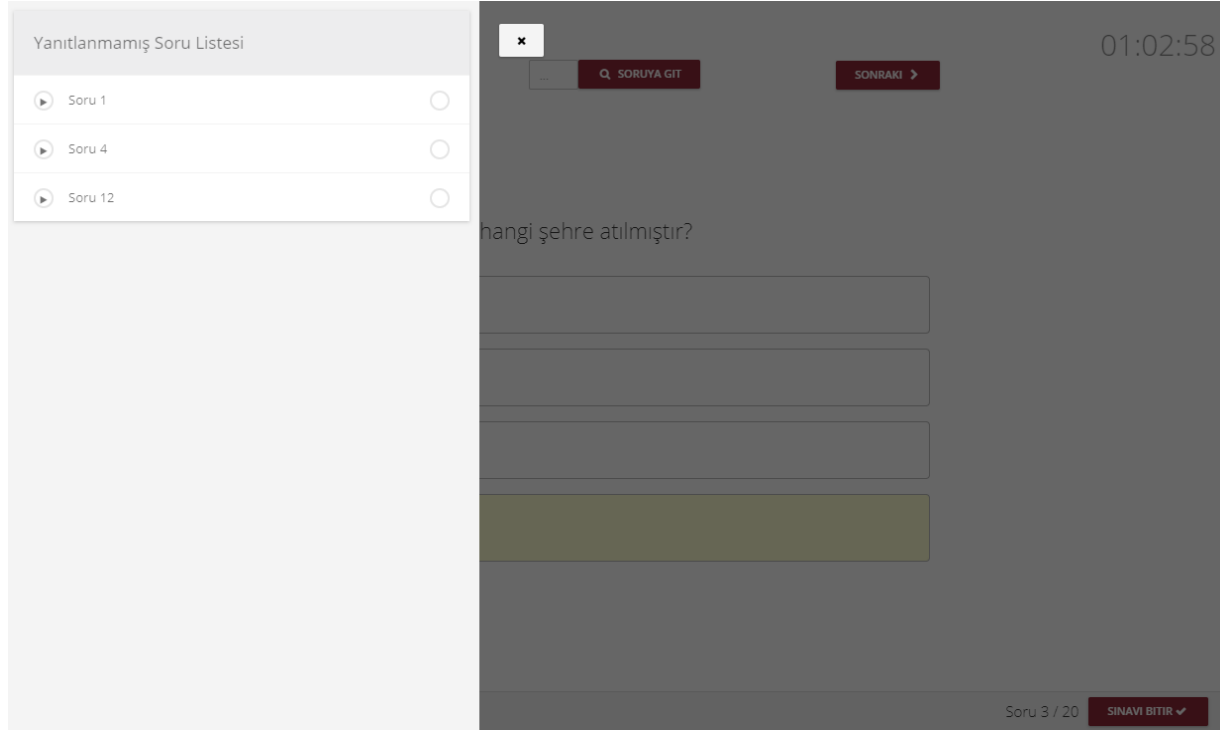 Yanıtlanmamış Soru Listesi
Soru 1
Soru 4
Soru 12
01:02:58
... SORUYA GIT
SONRAKI
hangi şehre atılmıştır?
Soru 3 / 20
SINAVI BITIR